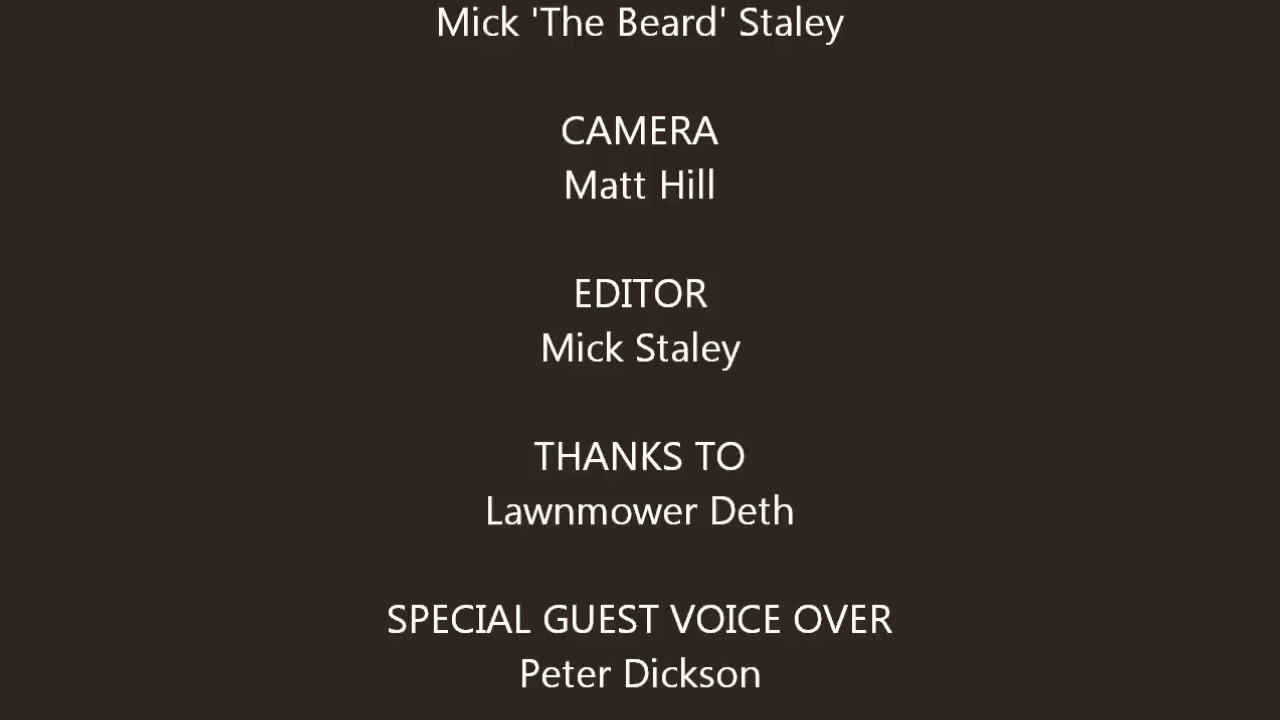 Mick 'The Beard' Staley
CAMERA
Matt Hill
EDITOR
Mick Staley
THANKS TO
Lawnmower Deth
SPECIAL GUEST VOICE OVER
Peter Dickson